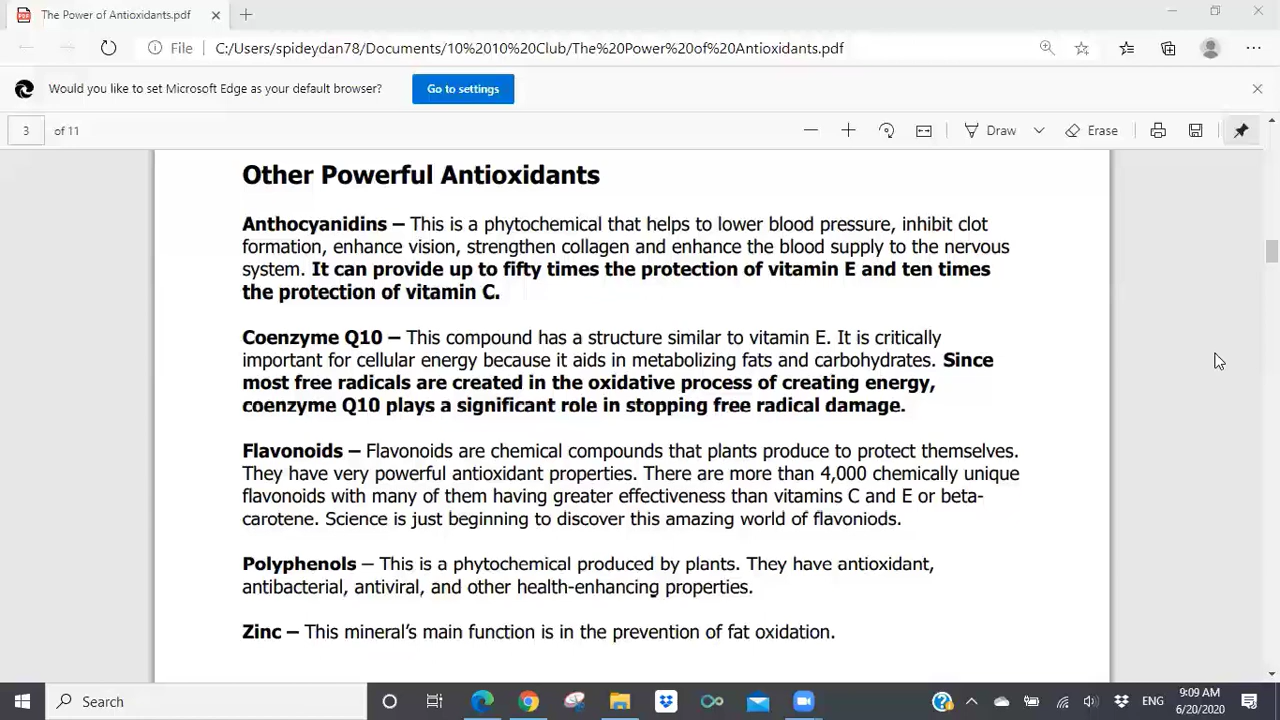 The Power of Antioxidants.pdf
File C:/Users/spideydan78/Documents/10%2010%20Club/The%20Power%20of%20Antioxidants.pdf
Would you like to set Microsoft Edge as your default browser? Go to settings
3 of 11 Draw Erase
Other Powerful Antioxidants
Anthocyanidins – This is a phytochemical that helps to lower blood pressure, inhibit clot
formation, enhance vision, strengthen collagen and enhance the blood supply to the nervous
system. It can provide up to fifty times the protection of vitamin E and ten times
the protection of vitamin C.
Coenzyme Q10 – This compound has a structure similar to vitamin E. It is critically
important for cellular energy because it aids in metabolizing fats and carbohydrates. Since
most free radicals are created in the oxidative process of creating energy,
coenzyme Q10 plays a significant role in stopping free radical damage.
Flavonoids – Flavonoids are chemical compounds that plants produce to protect themselves.
They have very powerful antioxidant properties. There are more than 4,000 chemically unique
flavonoids with many of them having greater effectiveness than vitamins C and E or beta-
carotene. Science is just beginning to discover this amazing world of flavoniods.
Polyphenols – This is a phytochemical produced by plants. They have antioxidant,
antibacterial, antiviral, and other health-enhancing properties.
Zinc – This mineral's main function is in the prevention of fat oxidation.
Search ENG 9:09 AM
6/20/2020